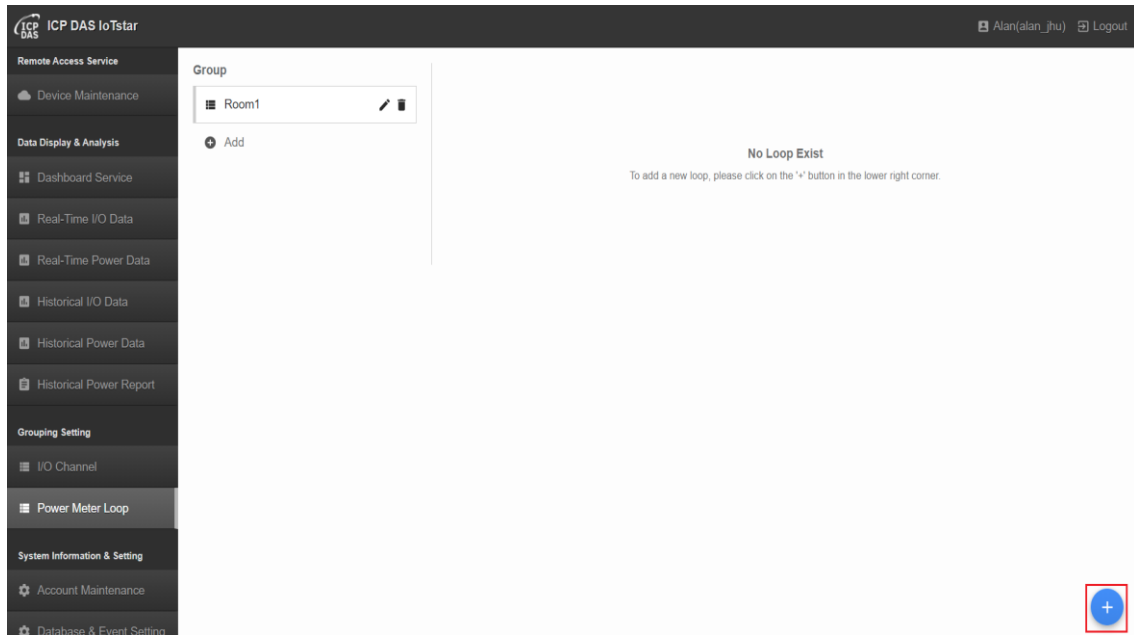 ICP DAS
ICP DAS IoTstar
Alan(alan_jhu) Logout
Remote Access Service
Device Maintenance
Data Display & Analysis
Dashboard Service
Real-Time I/O Data
Real-Time Power Data
Historical I/O Data
Historical Power Data
Historical Power Report
Grouping Setting
I/O Channel
Power Meter Loop
System Information & Setting
Account Maintenance
Database & Event Setting
Group
Room1
Add
No Loop Exist
To add a new loop, please click on the '+' button in the lower right corner.
+